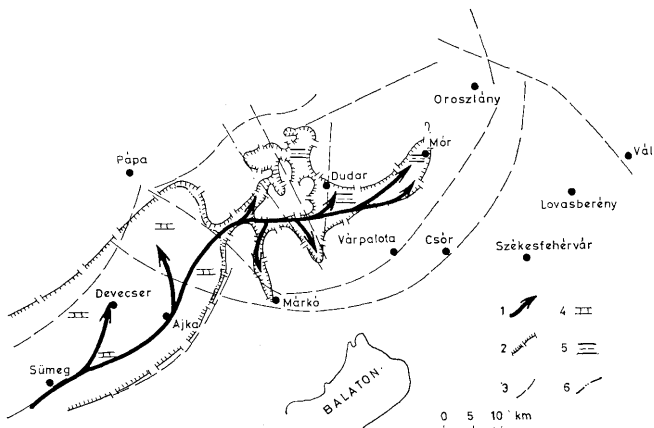 Oroszlány
?
Mór
Vál
Pápa
Dudar
Lovasberény
Várpalota
Csór
Székesfehérvár
Devecser
Márkó
Ajka
Sümeg
BALATON
1
4
2
5
3
6
0 5 10 km